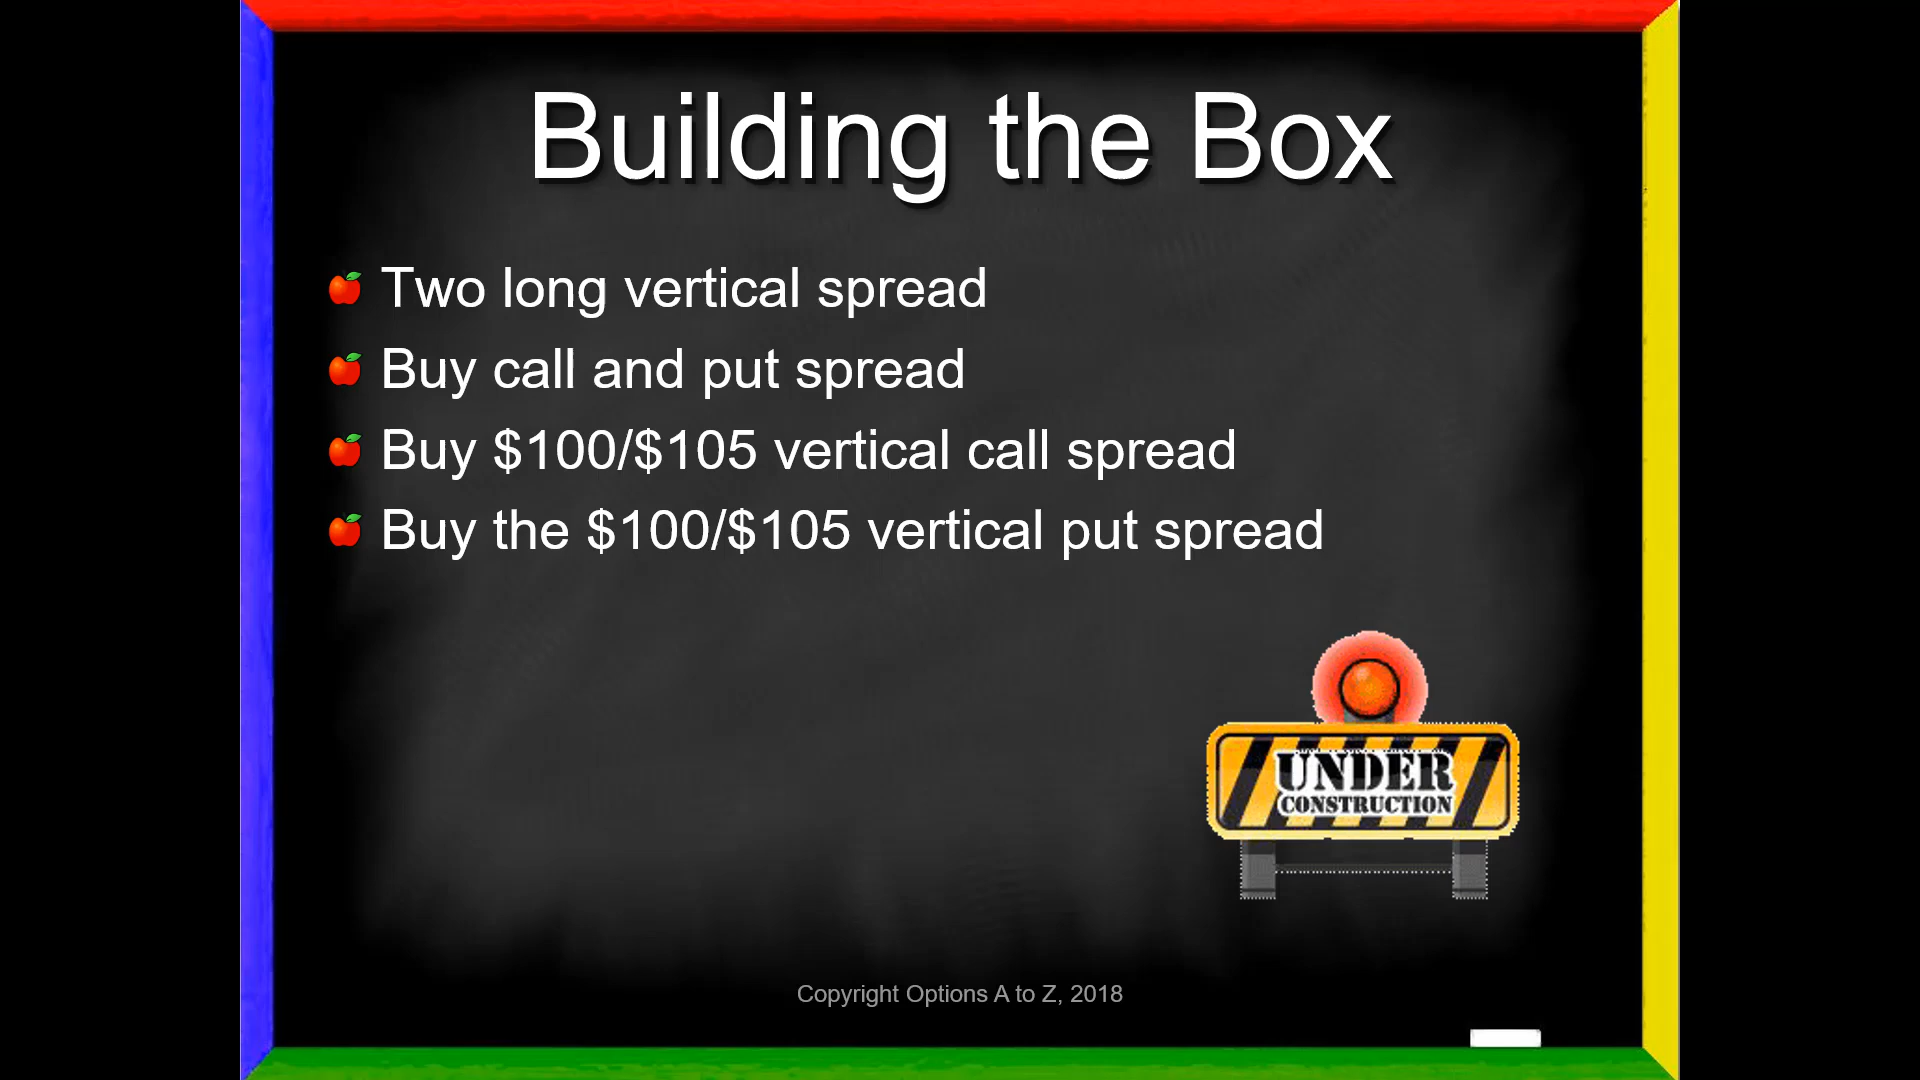 Building the Box
Two long vertical spread
Buy call and put spread
Buy $100/$105 vertical call spread
Buy the $100/$105 vertical put spread
UNDER
CONSTRUCTION
Copyright Options A to Z, 2018